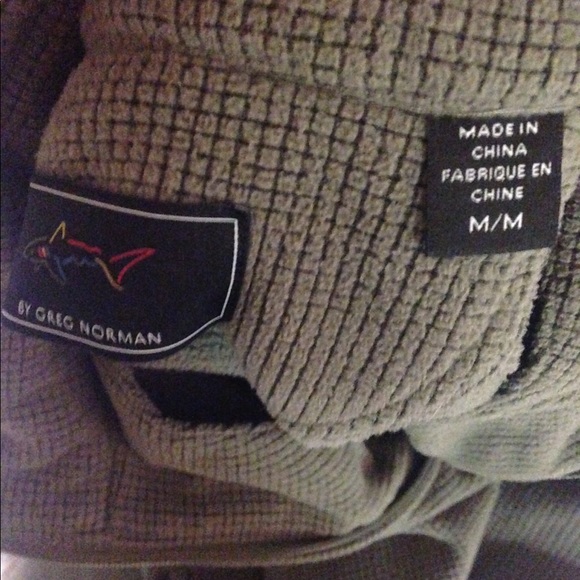 MADE IN
CHINA
FABRIQUE EN
CHINE
M/M
BY GREG NORMAN